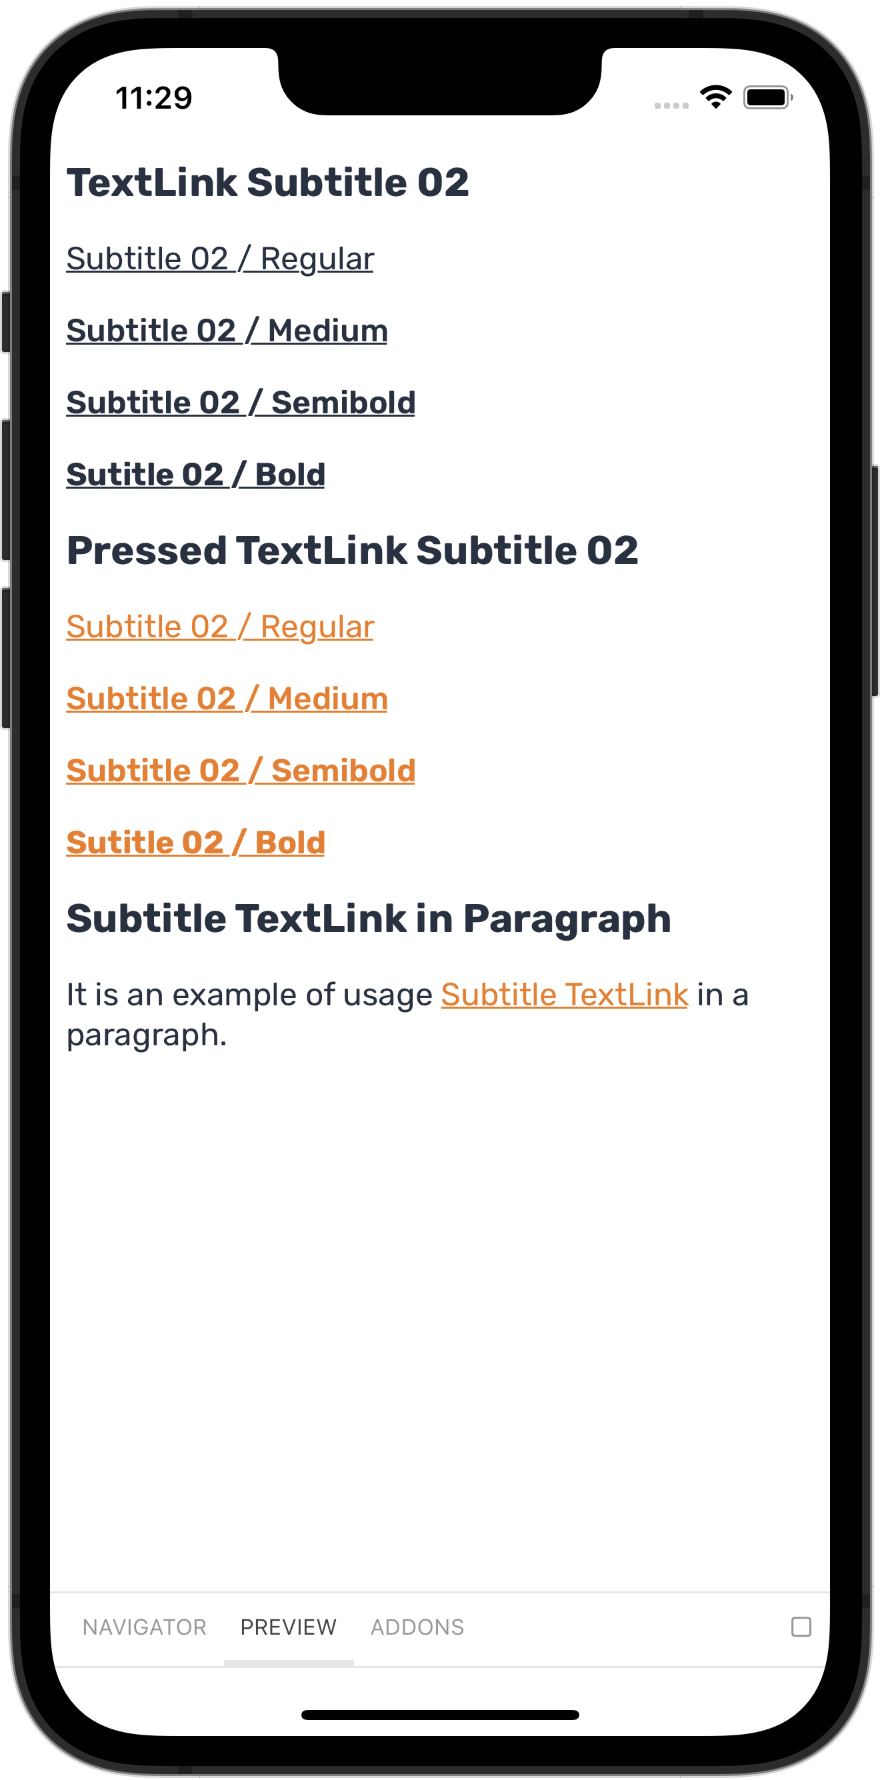 11:29
TextLink Subtitle 02
Subtitle 02 / Regular
Subtitle 02 / Medium
Subtitle 02 / Semibold
Sutitle 02 / Bold
Pressed TextLink Subtitle 02
Subtitle 02 / Regular
Subtitle 02 / Medium
Subtitle 02 / Semibold
Sutitle 02 / Bold
Subtitle TextLink in Paragraph
It is an example of usage Subtitle TextLink in a
paragraph.
NAVIGATOR PREVIEW ADDONS